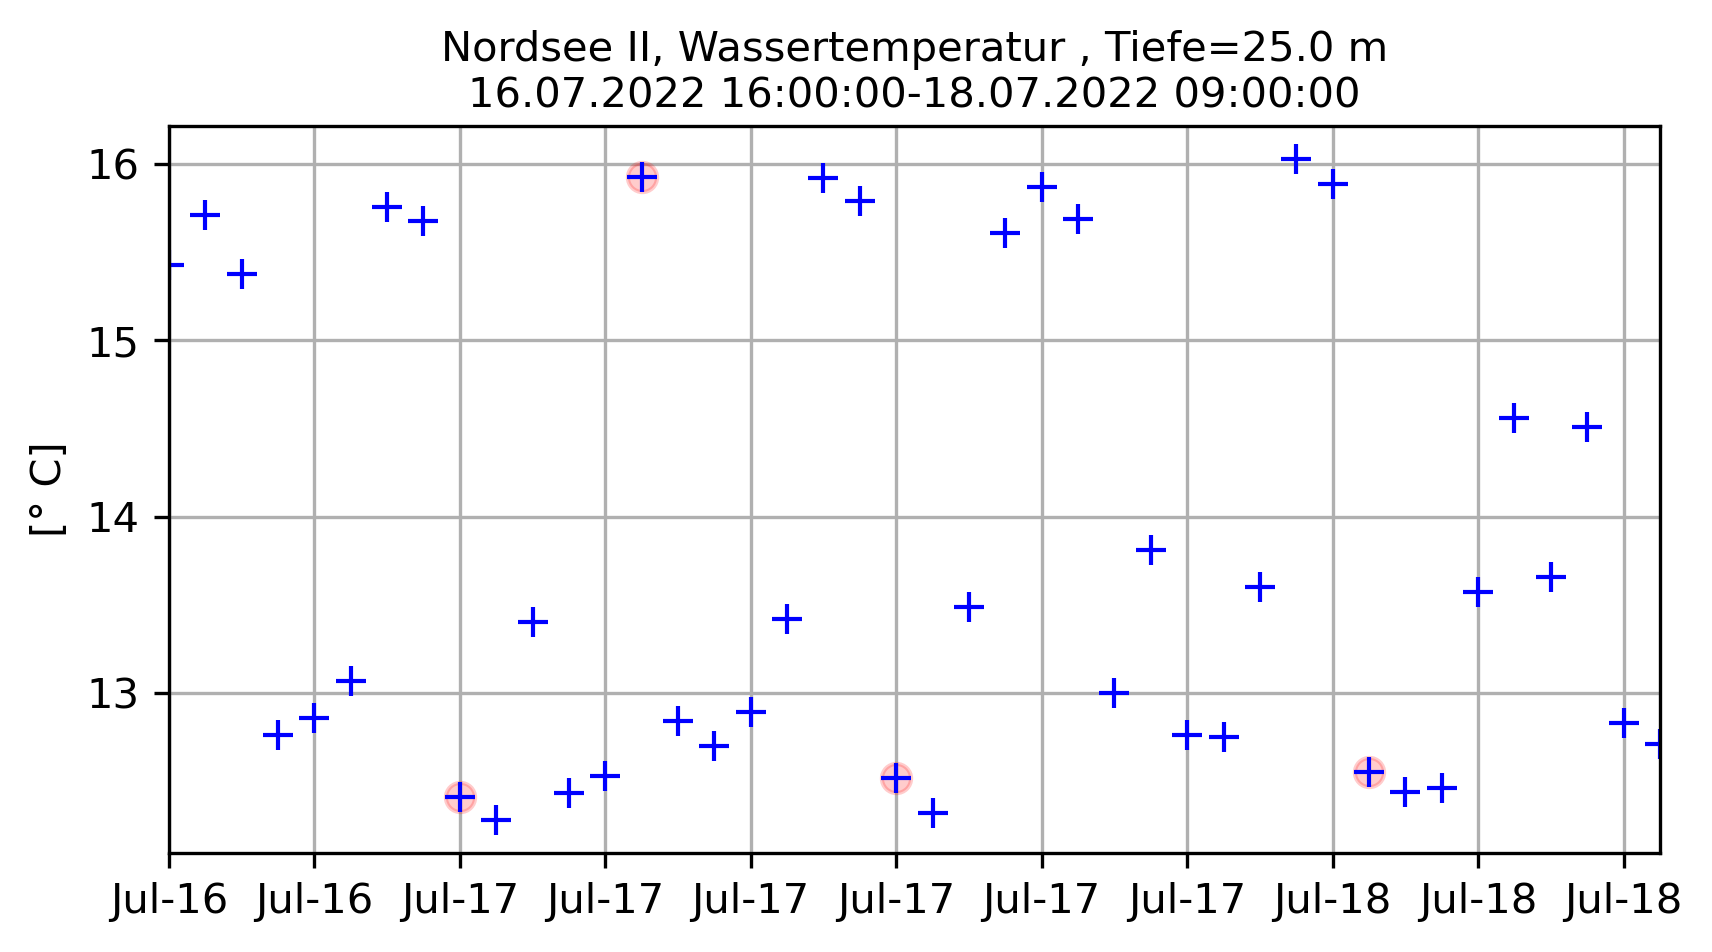 Nordsee II, Wassertemperatur , Tiefe=25.0 m
16.07.2022 16:00:00-18.07.2022 09:00:00
16
15
14
13
[° C]
Jul-16 Jul-16 Jul-17 Jul-17 Jul-17 Jul-17 Jul-17 Jul-17 Jul-18 Jul-18 Jul-18